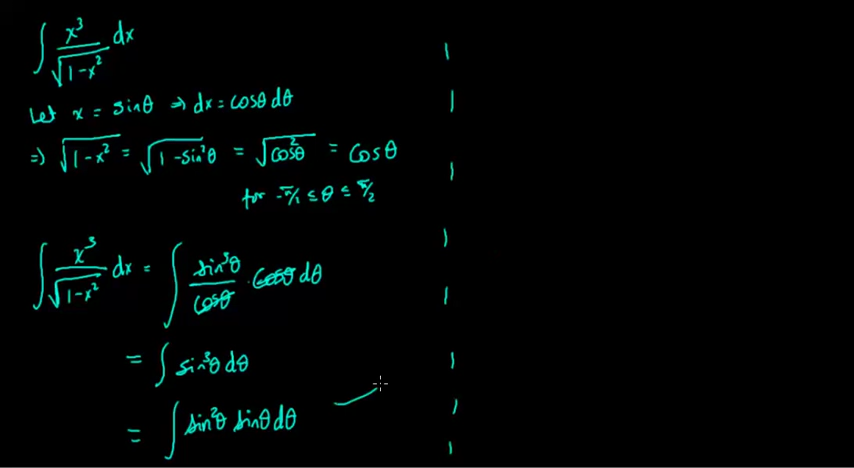 ∫ x³/√(1-x²) dx
Let x = sinθ ⇒ dx = cosθ dθ
⇒ √(1-x²) = √(1-sin²θ) = √(cos²θ) = cosθ
for -π/2 ≤ θ ≤ π/2
∫ x³/√(1-x²) dx = ∫ sin³θ/cosθ · cosθ dθ
= ∫ sin³θ dθ
= ∫ sin²θ sinθ dθ